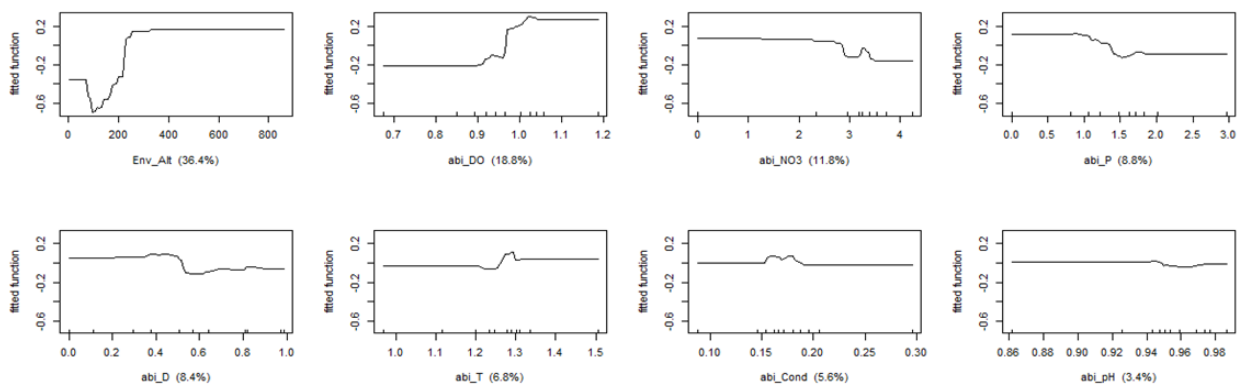 fitted function
-0.6 -0.2 0.2
0 200 400 600 800
Env_Alt (36.4%)
fitted function
-0.6 -0.2 0.2
0.7 0.8 0.9 1.0 1.1 1.2
abi_DO (18.8%)
fitted function
-0.6 -0.2 0.2
0 1 2 3 4
abi_NO3 (11.8%)
fitted function
-0.6 -0.2 0.2
0.0 0.5 1.0 1.5 2.0 2.5 3.0
abi_P (8.8%)
fitted function
-0.6 -0.2 0.2
0.0 0.2 0.4 0.6 0.8 1.0
abi_D (8.4%)
fitted function
-0.6 -0.2 0.2
1.0 1.1 1.2 1.3 1.4 1.5
abi_T (6.8%)
fitted function
-0.6 -0.2 0.2
0.10 0.15 0.20 0.25 0.30
abi_Cond (5.6%)
fitted function
-0.6 -0.2 0.2
0.86 0.88 0.90 0.92 0.94 0.96 0.98
abi_pH (3.4%)